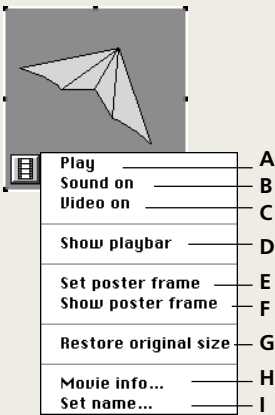 Play A
Sound on B
Video on C
Show playbar D
Set poster frame E
Show poster frame F
Restore original size G
Movie info... H
Set name... I